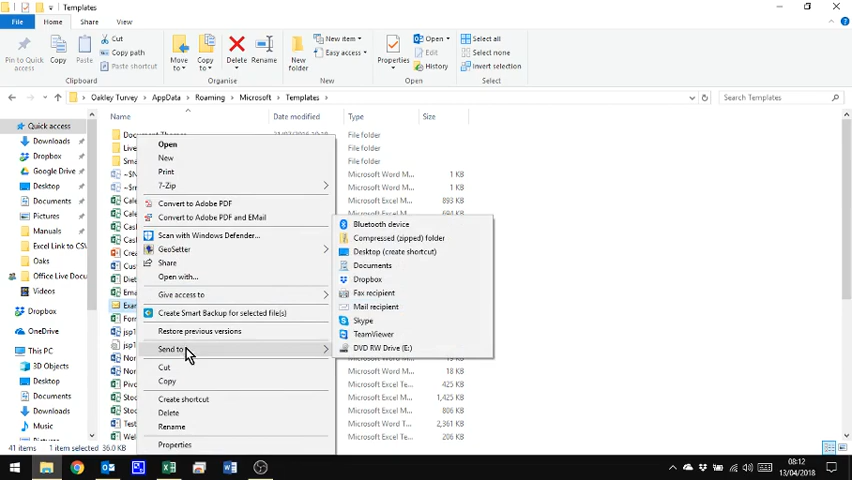 Templates
File
Home
Share
View
Pin to Quick access
Copy
Paste
Cut
Copy path
Paste shortcut
Clipboard
Move to
Copy to
Delete
Rename
Organise
New folder
New item
Easy access
New
Properties
Open
Edit
History
Open
Select all
Select none
Invert selection
Select
Oakley Turvey
AppData
Roaming
Microsoft
Templates
Search Templates
Name
Date modified
Type
Size
Quick access
Downloads
Dropbox
Google Drive
Desktop
Documents
Pictures
Manuals
Excel Link to CSV
Oaks
Office Live Docu
Videos
Dropbox
OneDrive
This PC
3D Objects
Desktop
Documents
Downloads
Music
File folder
File folder
File folder
Microsoft Word M... 1 KB
Microsoft Word M... 1 KB
Microsoft Excel M... 893 KB
Open
New
Print
7-Zip
Convert to Adobe PDF
Convert to Adobe PDF and EMail
Scan with Windows Defender...
GeoSetter
Share
Open with...
Give access to
Create Smart Backup for selected file(s)
Restore previous versions
Send to
Cut
Copy
Create shortcut
Delete
Rename
Properties
Bluetooth device
Compressed (zipped) folder
Desktop (create shortcut)
Documents
Dropbox
Fax recipient
Mail recipient
Skype
TeamViewer
DVD RW Drive (E:)
Microsoft Word M... 19 KB
Microsoft Word M... 18 KB
Microsoft Excel Te... 425 KB
Microsoft Excel M... 1,425 KB
Microsoft Excel M... 806 KB
Microsoft Word T... 2,361 KB
Microsoft Excel Te... 206 KB
41 items
1 item selected 36.0 KB
08:12
13/04/2018